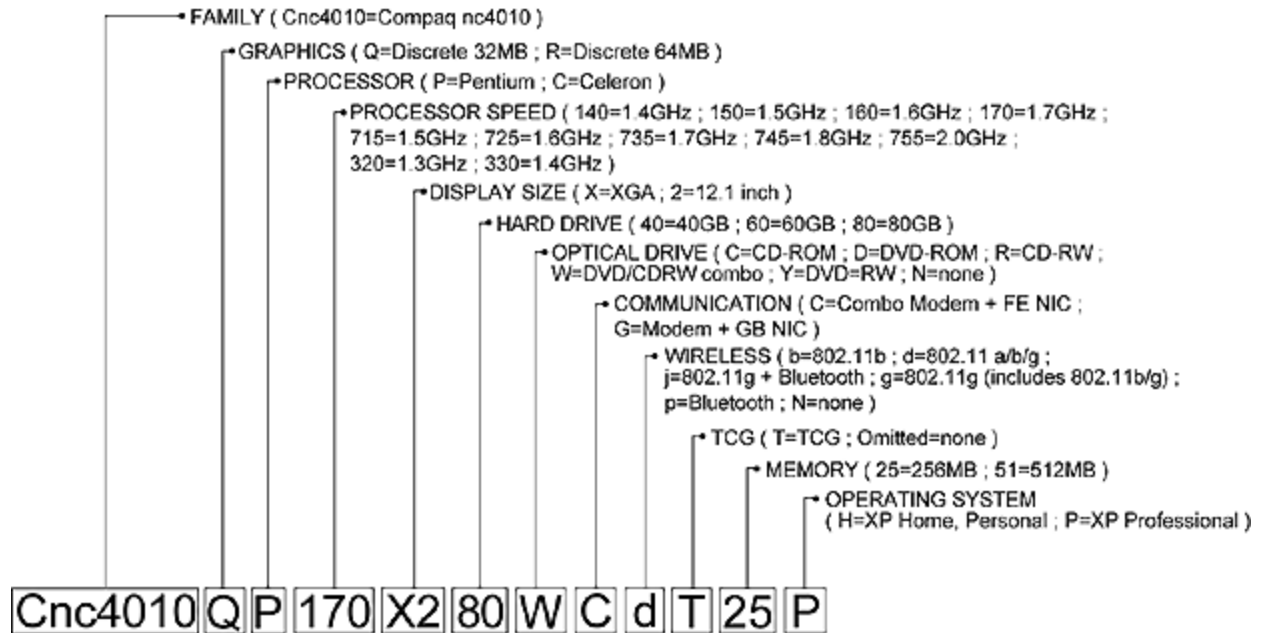 FAMILY ( Cnc4010=Compaq nc4010 )
GRAPHICS ( Q=Discrete 32MB ; R=Discrete 64MB )
PROCESSOR ( P=Pentium ; C=Celeron )
PROCESSOR SPEED ( 140=1.4GHz ; 150=1.5GHz ; 160=1.6GHz ; 170=1.7GHz ;
715=1.5GHz ; 725=1.6GHz ; 735=1.7GHz ; 745=1.8GHz ; 755=2.0GHz ;
320=1.3GHz ; 330=1.4GHz )
DISPLAY SIZE ( X=XGA ; 2=12.1 inch )
HARD DRIVE ( 40=40GB ; 60=60GB ; 80=80GB )
OPTICAL DRIVE ( C=CD-ROM ; D=DVD-ROM ; R=CD-RW ;
W=DVD/CDRW combo ; Y=DVD=RW ; N=none )
COMMUNICATION ( C=Combo Modem + FE NIC ;
G=Modem + GB NIC )
WIRELESS ( b=802.11b ; d=802.11 a/b/g ;
j=802.11g + Bluetooth ; g=802.11g (includes 802.11b/g) ;
p=Bluetooth ; N=none )
TCG ( T=TCG ; Omitted=none )
MEMORY ( 25=256MB ; 51=512MB )
OPERATING SYSTEM
( H=XP Home, Personal ; P=XP Professional )
Cnc4010 Q P 170 X2 80 W C d T 25 P